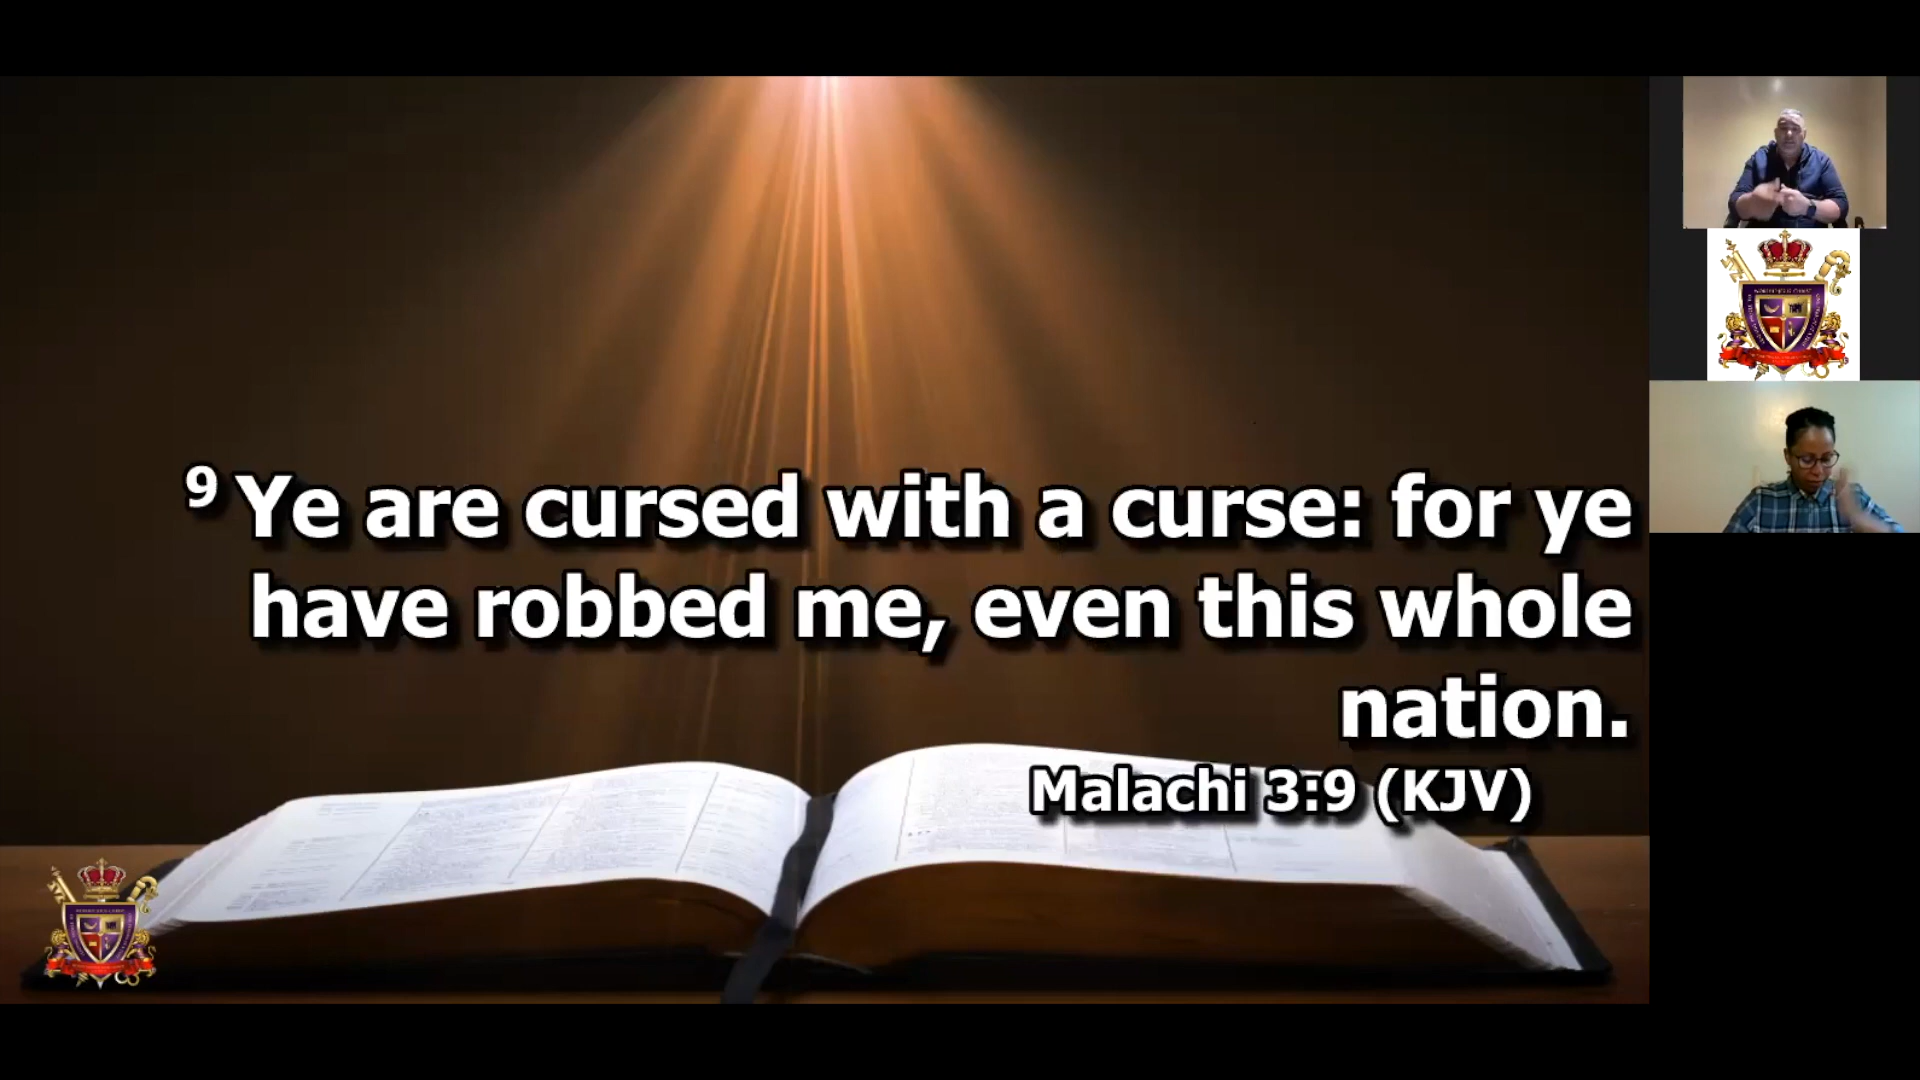 9 Ye are cursed with a curse: for ye
have robbed me, even this whole
nation.
Malachi 3:9 (KJV)